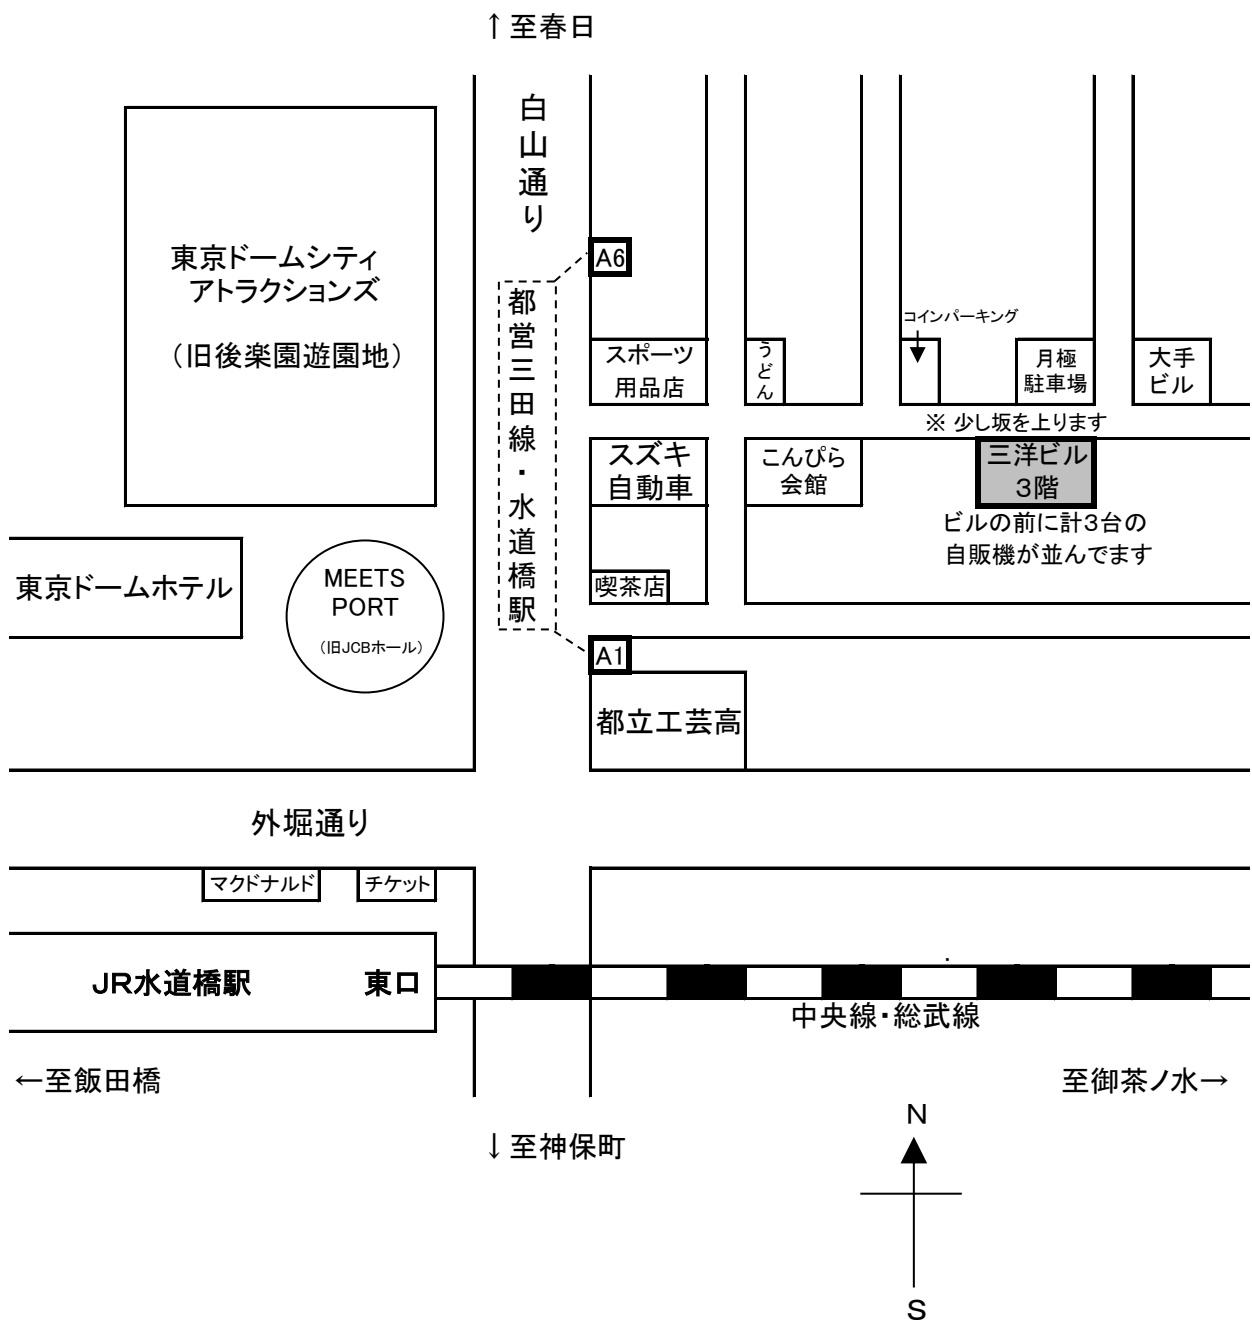 ↑至春日
白山通り
東京ドームシティ
アトラクションズ
（旧後楽園遊園地）
A6
都営三田線・水道橋駅
コインパーキング
スポーツ
用品店
うどん
月極
駐車場
大手
ビル
※ 少し坂を上ります
スズキ
自動車
こんぴら
会館
三洋ビル
３階
ビルの前に計３台の
自販機が並んでます
東京ドームホテル
MEETS
PORT
（旧JCBホール）
喫茶店
A1
都立工芸高
外堀通り
マクドナルド
チケット
ＪＲ水道橋駅
東口
中央線・総武線
←至飯田橋
至御茶ノ水→
↓至神保町
N
S